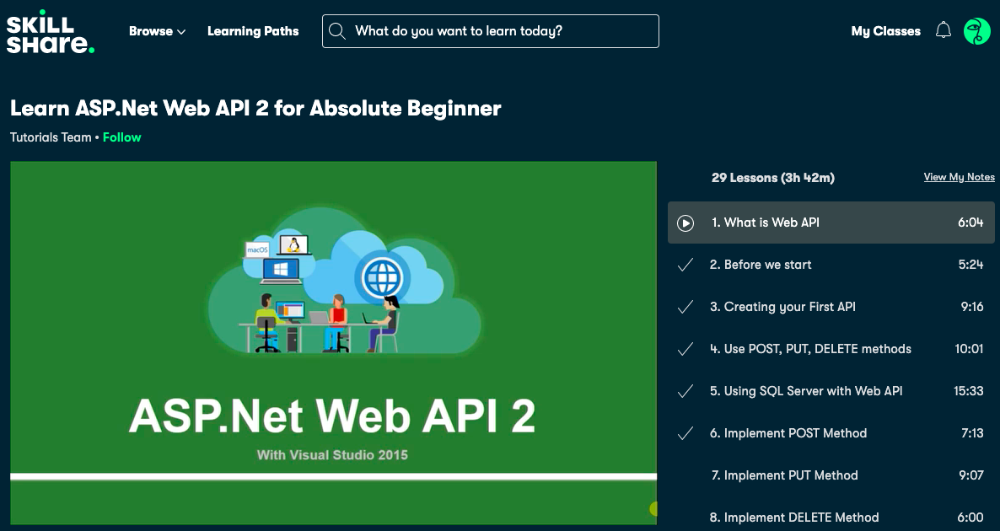 SKILL
SHare.
Browse
Learning Paths
What do you want to learn today?
My Classes
Learn ASP.Net Web API 2 for Absolute Beginner
Tutorials Team • Follow
macOS
ASP.Net Web API 2
With Visual Studio 2015
29 Lessons (3h 42m)
View My Notes
1. What is Web API 6:04
2. Before we start 5:24
3. Creating your First API 9:16
4. Use POST, PUT, DELETE methods 10:01
5. Using SQL Server with Web API 15:33
6. Implement POST Method 7:13
7. Implement PUT Method 9:07
8. Implement DELETE Method 6:00